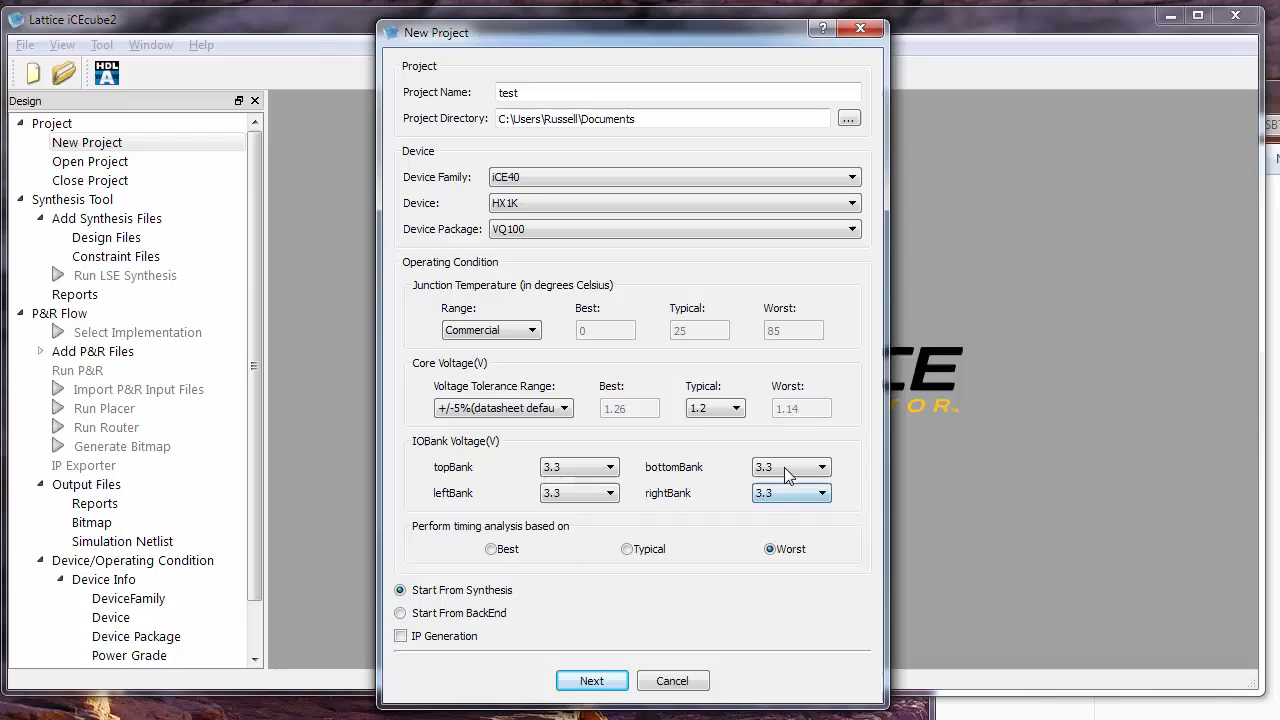 Lattice iCEcube2
File View Tool Window Help
HDL
A
Design
Project
New Project
Open Project
Close Project
Synthesis Tool
Add Synthesis Files
Design Files
Constraint Files
Run LSE Synthesis
Reports
P&R Flow
Select Implementation
Add P&R Files
Run P&R
Import P&R Input Files
Run Placer
Run Router
Generate Bitmap
IP Exporter
Output Files
Reports
Bitmap
Simulation Netlist
Device/Operating Condition
Device Info
DeviceFamily
Device
Device Package
Power Grade
New Project
Project
Project Name: test
Project Directory: C:\Users\Russell\Documents ...
Device
Device Family: iCE40
Device: HX1K
Device Package: VQ100
Operating Condition
Junction Temperature (in degrees Celsius)
Range: Best: Typical: Worst:
Commercial 0 25 85
Core Voltage(V)
Voltage Tolerance Range: Best: Typical: Worst:
+/-5%(datasheet defau 1.26 1.2 1.14
IOBank Voltage(V)
topBank 3.3 bottomBank 3.3
leftBank 3.3 rightBank 3.3
Perform timing analysis based on
Best Typical Worst
Start From Synthesis
Start From BackEnd
IP Generation
Next Cancel
CE
TOR™
SBT